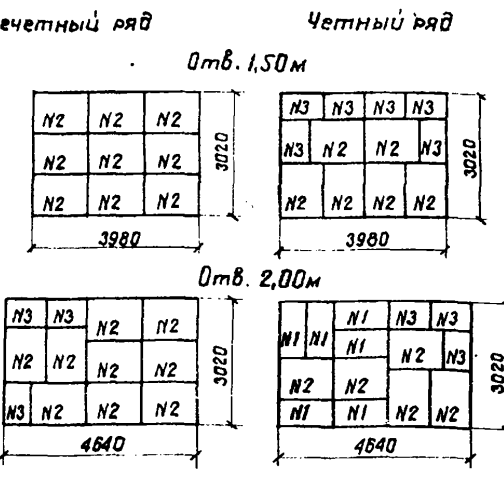 ечетный ряд Четный ряд
Отв. 1,50м
N2 N2 N2
N2 N2 N2
N2 N2 N2
3020
3980
N3 N3 N3 N3
N3 N2 N2 N3
N2 N2 N2 N2
3020
3980
Отв. 2,00м
N3 N3 N2 N2
N2 N2 N2 N2
N3 N2 N2 N2
3020
4640
N1 N1 N1 N3 N3
N1 N2 N3
N2 N2
N1 N1 N2 N2
3020
4640